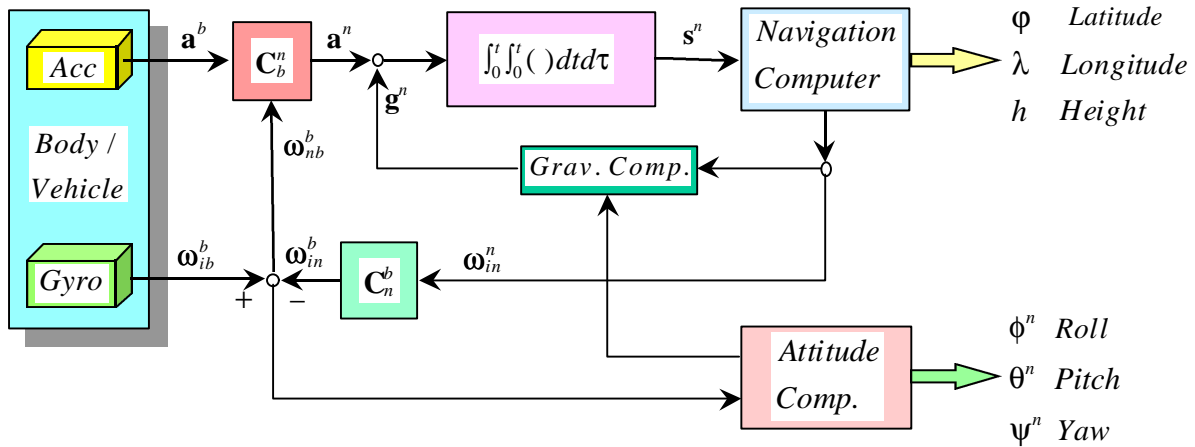 Acc
Body /
Vehicle
Gyro
a^b
C_b^n
a^n
g^n
∫_0^t ∫_0^t ( ) dtdτ
s^n
Navigation
Computer
φ Latitude
λ Longitude
h Height
ω_nb^b
Grav. Comp.
ω_ib^b
+
−
ω_in^b
C_n^b
ω_in^n
Attitude
Comp.
ϕ^n Roll
θ^n Pitch
ψ^n Yaw